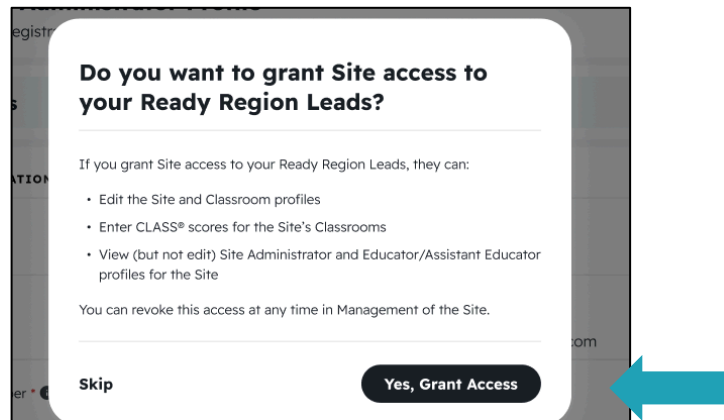 Do you want to grant Site access to
your Ready Region Leads?
If you grant Site access to your Ready Region Leads, they can:
• Edit the Site and Classroom profiles
• Enter CLASS® scores for the Site's Classrooms
• View (but not edit) Site Administrator and Educator/Assistant Educator
profiles for the Site
You can revoke this access at any time in Management of the Site.
Skip
Yes, Grant Access